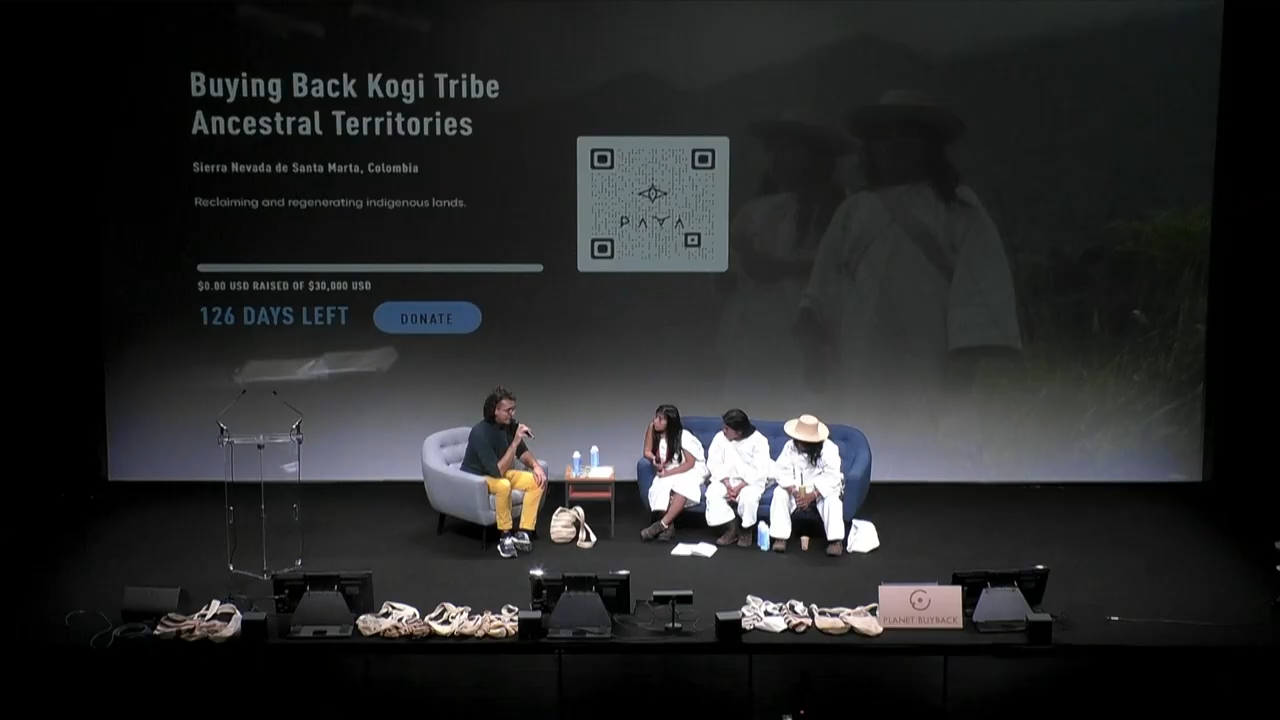 Buying Back Kogi Tribe
Ancestral Territories
Sierra Nevada de Santa Marta, Colombia
Reclaiming and regenerating indigenous lands.
$0.00 USD RAISED OF $30,000 USD
126 DAYS LEFT
DONATE
PLANET BUYBACK